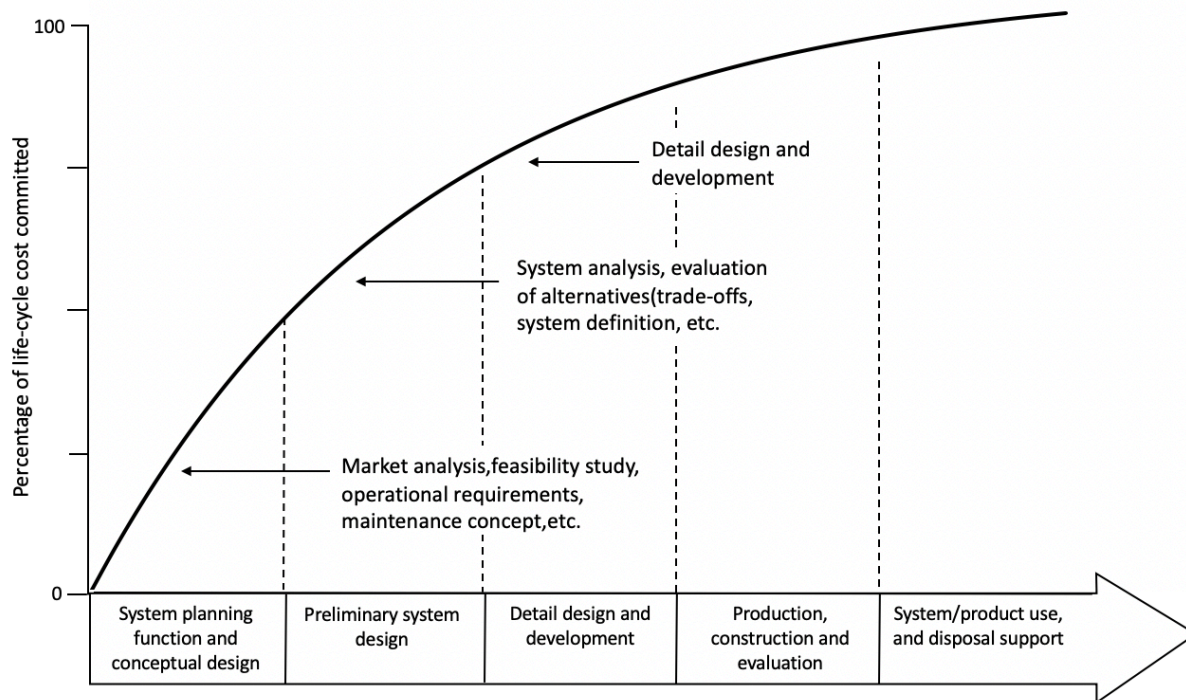 100
Percentage of life-cycle cost committed
Detail design and
development
System analysis, evaluation
of alternatives(trade-offs,
system definition, etc.
Market analysis,feasibility study,
operational requirements,
maintenance concept,etc.
0
System planning
function and
conceptual design
Preliminary system
design
Detail design and
development
Production,
construction and
evaluation
System/product use,
and disposal support